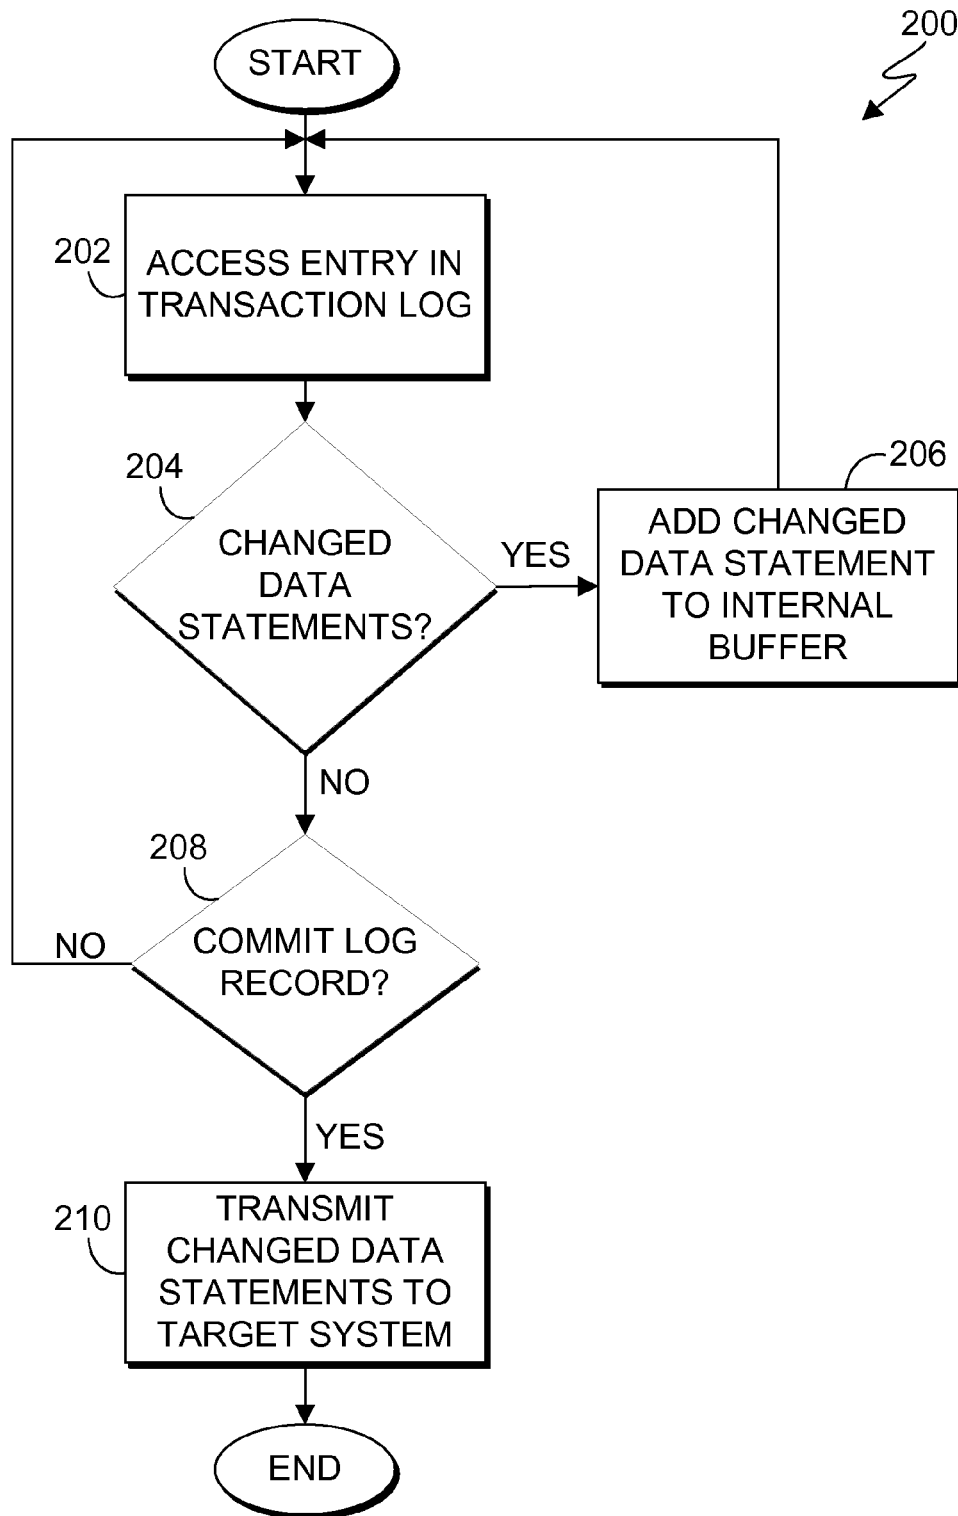 200
START
202
ACCESS ENTRY IN
TRANSACTION LOG
204
CHANGED
DATA
STATEMENTS?
YES
206
ADD CHANGED
DATA STATEMENT
TO INTERNAL
BUFFER
NO
208
COMMIT LOG
RECORD?
NO
YES
210
TRANSMIT
CHANGED DATA
STATEMENTS TO
TARGET SYSTEM
END